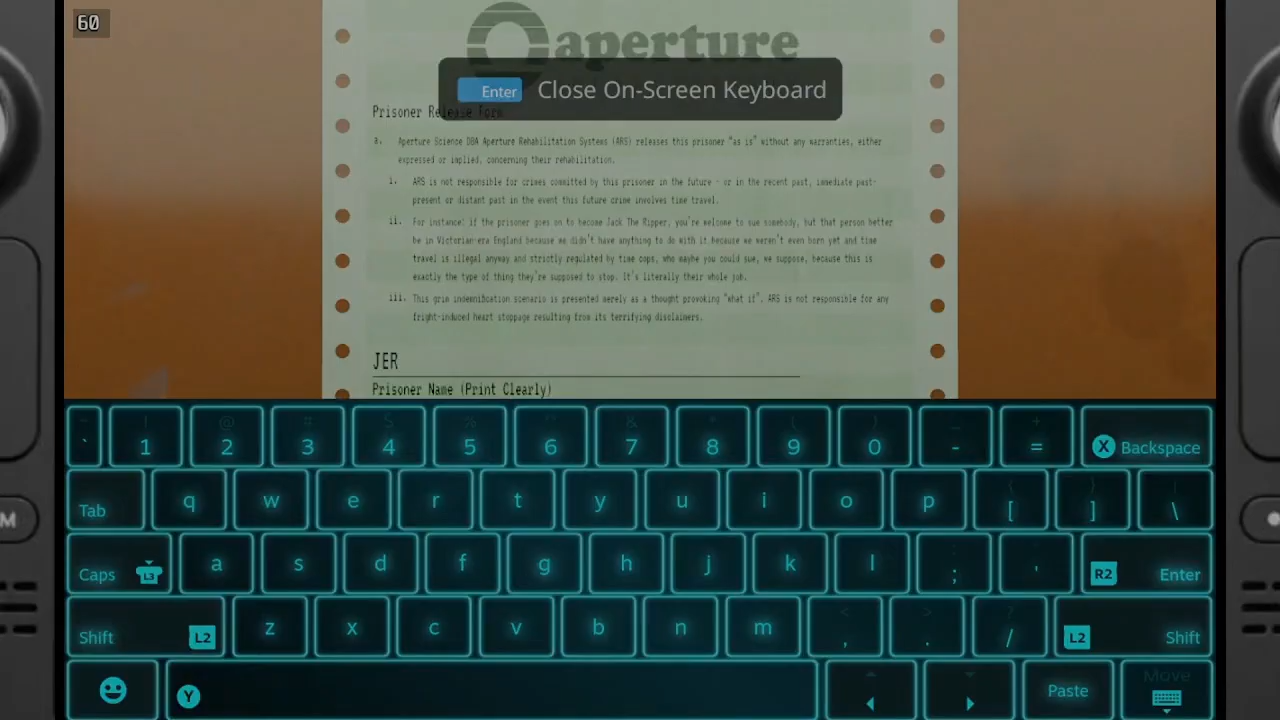 60
aperture
Enter Close On-Screen Keyboard
Prisoner Release Form
a. Aperture Science DBA Aperture Rehabilitation Systems (ARS) releases this prisoner "as is" without any warranties, either
expressed or implied, concerning their rehabilitation.
i. ARS is not responsible for crimes committed by this prisoner in the future - or in the recent past, immediate past-
present or distant past in the event this future crime involves time travel.
ii. For instance: if the prisoner goes on to become Jack The Ripper, you're welcome to sue somebody, but that person better
be in Victorian-era England because we didn't have anything to do with it because we weren't even born yet and time
travel is illegal anyway and strictly regulated by time cops, who maybe you could sue, we suppose, because this is
exactly the type of thing they're supposed to stop. It's literally their whole job.
iii. This grim indemnification scenario is presented merely as a thought provoking "what if". ARS is not responsible for any
fright-induced heart stoppage resulting from its terrifying disclaimers.
JER
Prisoner Name (Print Clearly)
` 1 2 3 4 5 6 7 8 9 0 - = X Backspace
Tab q w e r t y u i o p [ ] \
Caps L3 a s d f g h j k l ; ' R2 Enter
Shift L2 z x c v b n m , . / L2 Shift
Y Paste Move
M